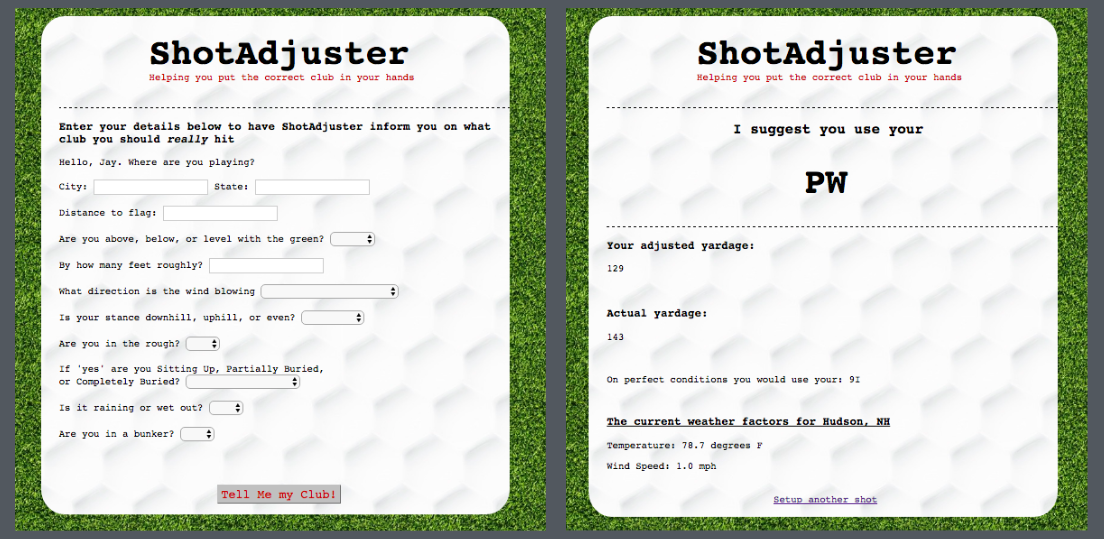 ShotAdjuster
Helping you put the correct club in your hands
Enter your details below to have ShotAdjuster inform you on what
club you should really hit
Hello, Jay. Where are you playing?
City: State:
Distance to flag:
Are you above, below, or level with the green?
By how many feet roughly?
What direction is the wind blowing
Is your stance downhill, uphill, or even?
Are you in the rough?
If 'yes' are you Sitting Up, Partially Buried,
or Completely Buried?
Is it raining or wet out?
Are you in a bunker?
Tell Me my Club!
ShotAdjuster
Helping you put the correct club in your hands
I suggest you use your
PW
Your adjusted yardage:
129
Actual yardage:
143
On perfect conditions you would use your: 9I
The current weather factors for Hudson, NH
Temperature: 78.7 degrees F
Wind Speed: 1.0 mph
Setup another shot